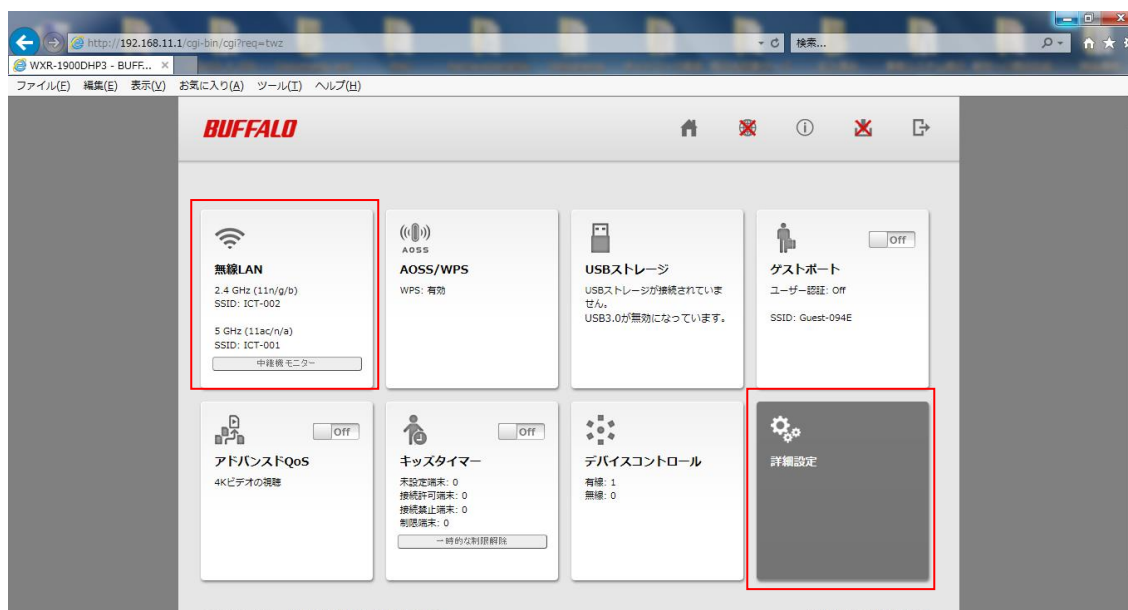 http://192.168.11.1/cgi-bin/cgi?req=twz
検索...
WXR-1900DHP3 - BUFF...
ファイル(F) 編集(E) 表示(V) お気に入り(A) ツール(T) ヘルプ(H)
BUFFALO
無線LAN
2.4 GHz (11n/g/b)
SSID: ICT-002
5 GHz (11ac/n/a)
SSID: ICT-001
中継機モニター
AOSS
AOSS/WPS
WPS: 有効
USBストレージ
USBストレージが接続されていま
せん。
USB3.0が無効になっています。
Off
ゲストポート
ユーザー認証: Off
SSID: Guest-094E
Off
アドバンスドQoS
4Kビデオの視聴
Off
キッズタイマー
未設定端末: 0
接続許可端末: 0
接続禁止端末: 0
制限端末: 0
一時的な制限解除
デバイスコントロール
有線: 1
無線: 0
詳細設定